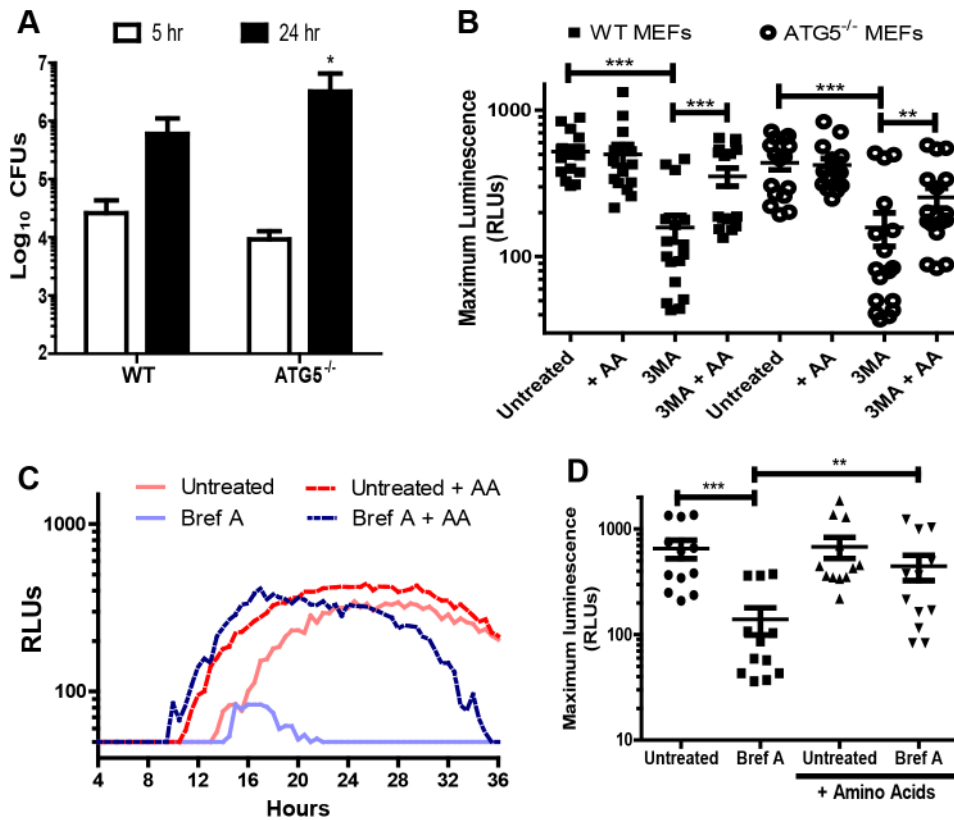 A
5 hr
24 hr
*
Log10 CFUs
7
6
5
4
3
2
WT
ATG5-/-
B
WT MEFs
ATG5-/- MEFs
***
***
***
**
Maximum Luminescence
(RLUs)
1000
100
Untreated
+ AA
3MA
3MA + AA
Untreated
+ AA
3MA
3MA + AA
C
Untreated
Untreated + AA
Bref A
Bref A + AA
RLUs
1000
100
4 8 12 16 20 24 28 32 36
Hours
D
***
**
Maximum luminescence
(RLUs)
1000
100
10
Untreated Bref A Untreated Bref A
+ Amino Acids